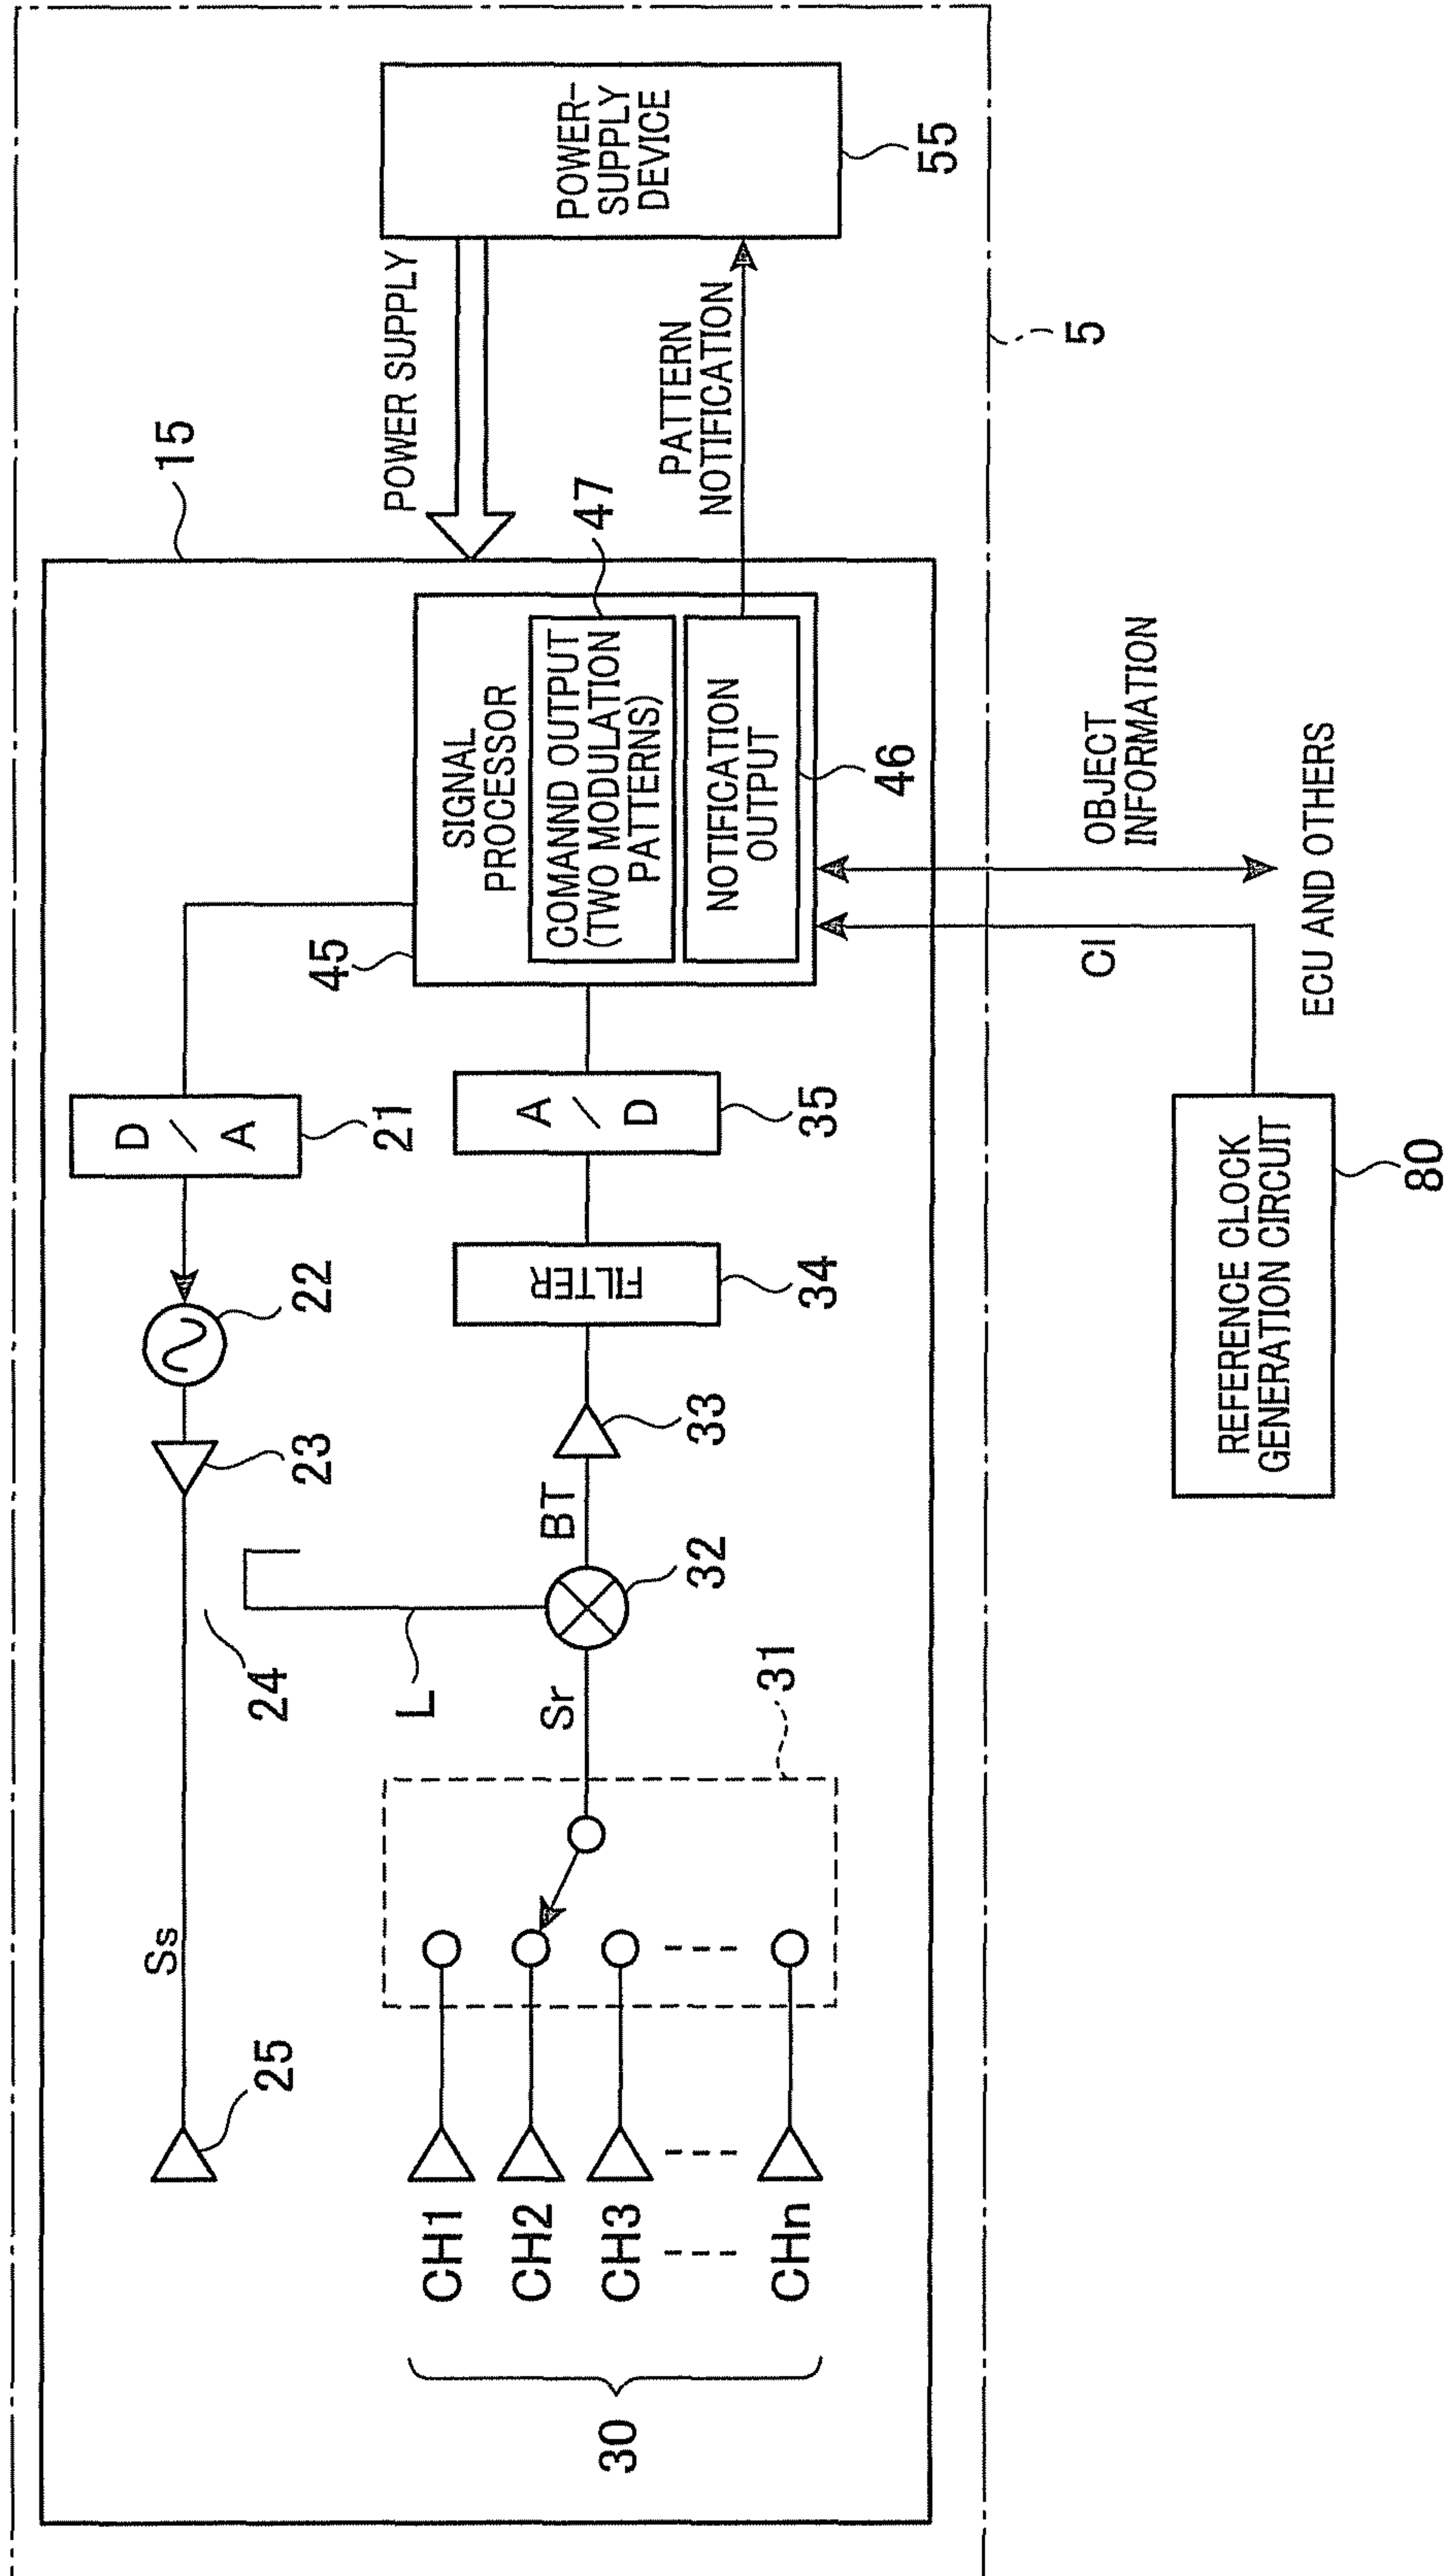 15
POWER SUPPLY
POWER-
SUPPLY
DEVICE
55
PATTERN
NOTIFICATION
5
45
SIGNAL
PROCESSOR
47
COMANND OUTPUT
(TWO MODULATION
PATTERNS)
NOTIFICATION
OUTPUT
46
D
/
A
21
22
23
24
Ss
25
A
/
D
35
FILTER
34
33
BT
32
L
Sr
31
CH1
CH2
CH3
CHn
30
OBJECT
INFORMATION
ECU AND OTHERS
CI
REFERENCE CLOCK
GENERATION CIRCUIT
80